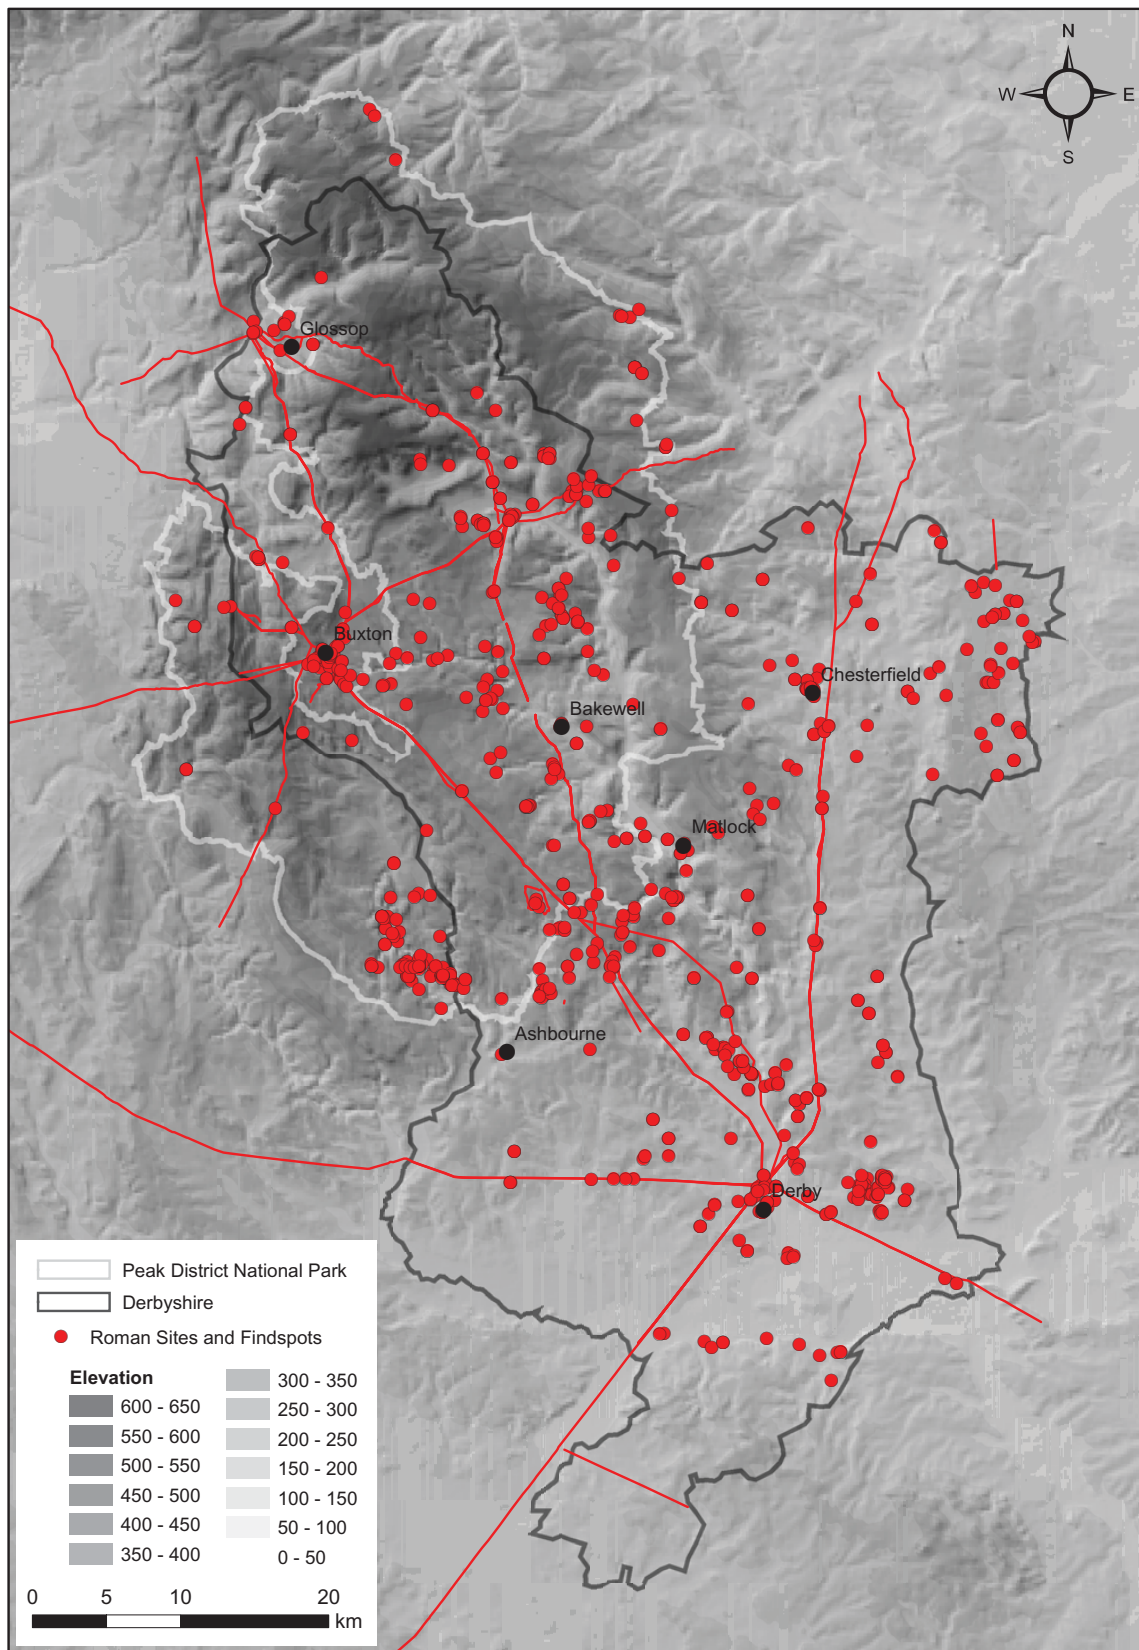 N
W E
S
Glossop
Buxton
Chesterfield
Bakewell
Matlock
Ashbourne
Derby
Peak District National Park
Derbyshire
Roman Sites and Findspots
Elevation
600 - 650
550 - 600
500 - 550
450 - 500
400 - 450
350 - 400
300 - 350
250 - 300
200 - 250
150 - 200
100 - 150
50 - 100
0 - 50
0 5 10 20
km